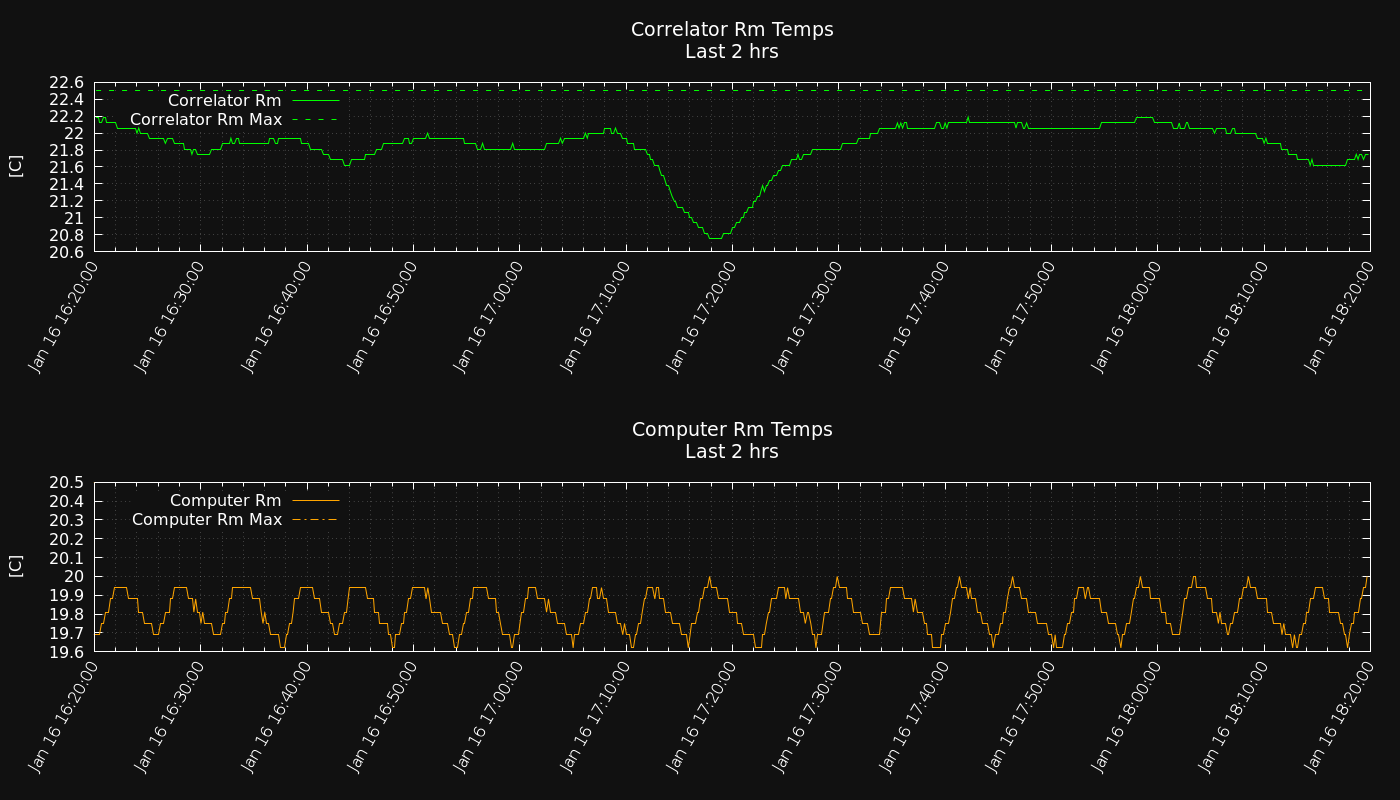 Correlator Rm Temps
Last 2 hrs
[C]
22.6
22.4
22.2
22
21.8
21.6
21.4
21.2
21
20.8
20.6
Correlator Rm
Correlator Rm Max
Jan 16 16:20:00
Jan 16 16:30:00
Jan 16 16:40:00
Jan 16 16:50:00
Jan 16 17:00:00
Jan 16 17:10:00
Jan 16 17:20:00
Jan 16 17:30:00
Jan 16 17:40:00
Jan 16 17:50:00
Jan 16 18:00:00
Jan 16 18:10:00
Jan 16 18:20:00
Computer Rm Temps
Last 2 hrs
[C]
20.5
20.4
20.3
20.2
20.1
20
19.9
19.8
19.7
19.6
Computer Rm
Computer Rm Max
Jan 16 16:20:00
Jan 16 16:30:00
Jan 16 16:40:00
Jan 16 16:50:00
Jan 16 17:00:00
Jan 16 17:10:00
Jan 16 17:20:00
Jan 16 17:30:00
Jan 16 17:40:00
Jan 16 17:50:00
Jan 16 18:00:00
Jan 16 18:10:00
Jan 16 18:20:00